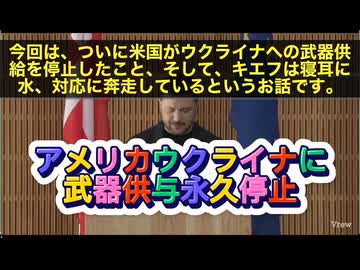 今回は、ついに米国がウクライナへの武器供
給を停止したこと、そして、キエフは寝耳に
水、対応に奔走しているというお話です。
アメリカウクライナに
武器供与永久停止
Vrew